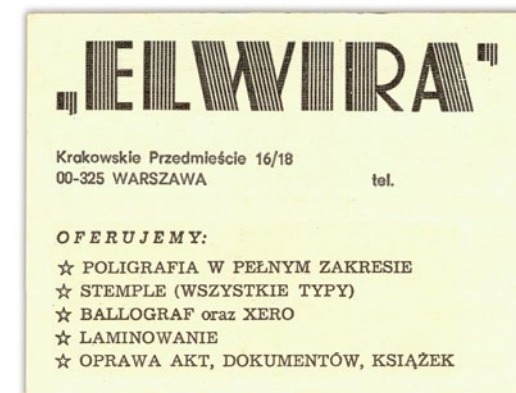 „ELWIRA"
Krakowskie Przedmieście 16/18
00-325 WARSZAWA tel.
OFERUJEMY:
☆ POLIGRAFIA W PEŁNYM ZAKRESIE
☆ STEMPLE (WSZYSTKIE TYPY)
☆ BALLOGRAF oraz XERO
☆ LAMINOWANIE
☆ OPRAWA AKT, DOKUMENTÓW, KSIĄŻEK